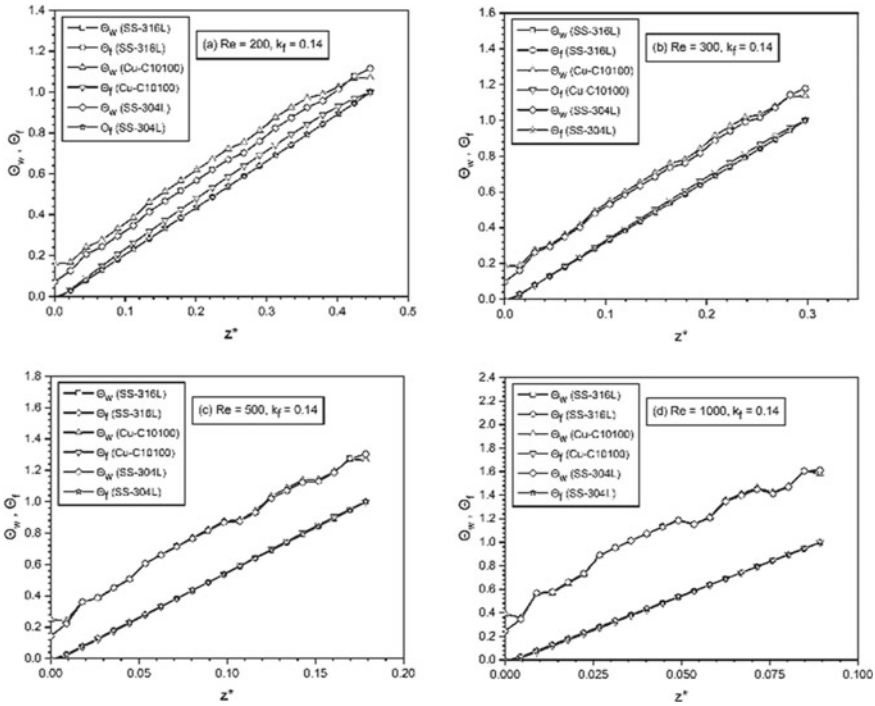 Θw (SS-316L)
Θf (SS-316L)
Θw (Cu-C10100)
Θf (Cu-C10100)
Θw (SS-304L)
Θf (SS-304L)
(a) Re = 200, kf = 0.14
1.4
1.2
1.0
0.8
0.6
0.4
0.2
0.0
Θw, Θf
0.0 0.1 0.2 0.3 0.4 0.5
z*
Θw (SS-316L)
Θf (SS-316L)
Θw (Cu-C10100)
Θf (Cu-C10100)
Θw (SS-304L)
Θf (SS-304L)
(b) Re = 300, kf = 0.14
1.6
1.4
1.2
1.0
0.8
0.6
0.4
0.2
0.0
Θw, Θf
0.0 0.1 0.2 0.3
z*
Θw (SS-316L)
Θf (SS-316L)
Θw (Cu-C10100)
Θf (Cu-C10100)
Θw (SS-304L)
Θf (SS-304L)
(c) Re = 500, kf = 0.14
1.8
1.6
1.4
1.2
1.0
0.8
0.6
0.4
0.2
0.0
Θw, Θf
0.00 0.05 0.10 0.15 0.20
z*
Θw (SS-316L)
Θf (SS-316L)
Θw (Cu-C10100)
Θf (Cu-C10100)
Θw (SS-304L)
Θf (SS-304L)
(d) Re = 1000, kf = 0.14
2.4
2.2
2.0
1.8
1.6
1.4
1.2
1.0
0.8
0.6
0.4
0.2
0.0
Θw, Θf
0.000 0.025 0.050 0.075 0.100
z*